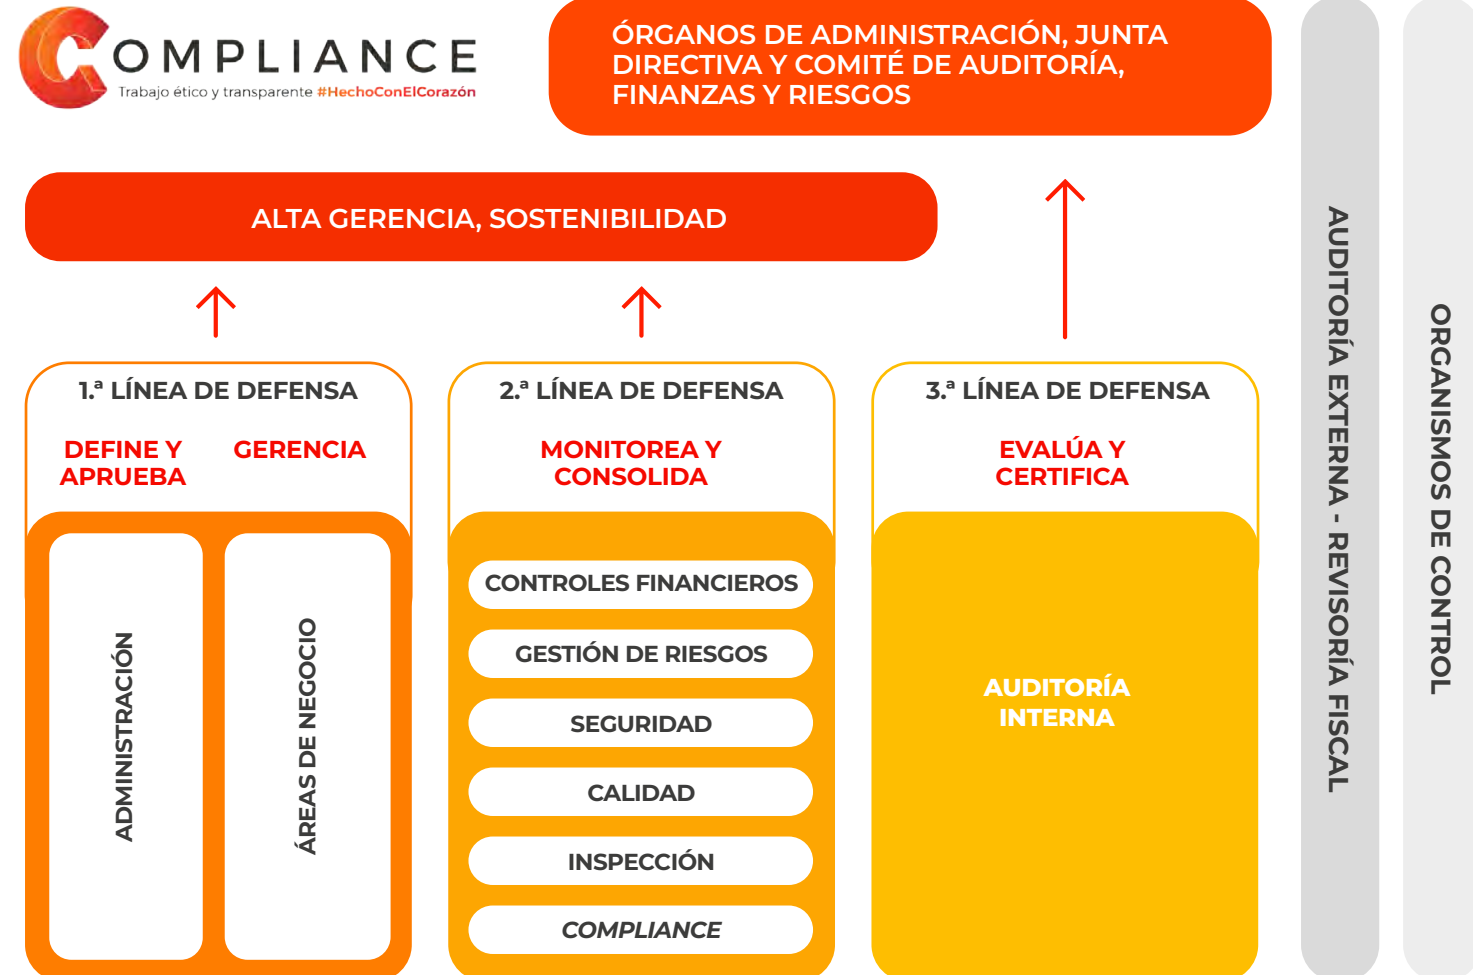 COMPLIANCE
Trabajo ético y transparente #HechoConElCorazón
ÓRGANOS DE ADMINISTRACIÓN, JUNTA
DIRECTIVA Y COMITÉ DE AUDITORÍA,
FINANZAS Y RIESGOS
ALTA GERENCIA, SOSTENIBILIDAD
1.ª LÍNEA DE DEFENSA
DEFINE Y
APRUEBA
GERENCIA
ADMINISTRACIÓN
ÁREAS DE NEGOCIO
2.ª LÍNEA DE DEFENSA
MONITOREA Y
CONSOLIDA
CONTROLES FINANCIEROS
GESTIÓN DE RIESGOS
SEGURIDAD
CALIDAD
INSPECCIÓN
COMPLIANCE
3.ª LÍNEA DE DEFENSA
EVALÚA Y
CERTIFICA
AUDITORÍA
INTERNA
AUDITORÍA EXTERNA - REVISORÍA FISCAL
ORGANISMOS DE CONTROL